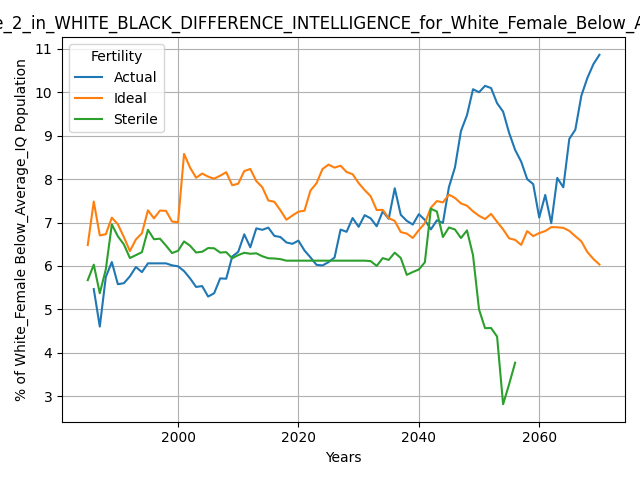 e_2_in_WHITE_BLACK_DIFFERENCE_INTELLIGENCE_for_White_Female_Below_A
Fertility
Actual
Ideal
Sterile
% of White_Female Below_Average_IQ Population
11
10
9
8
7
6
5
4
3
2000 2020 2040 2060
Years